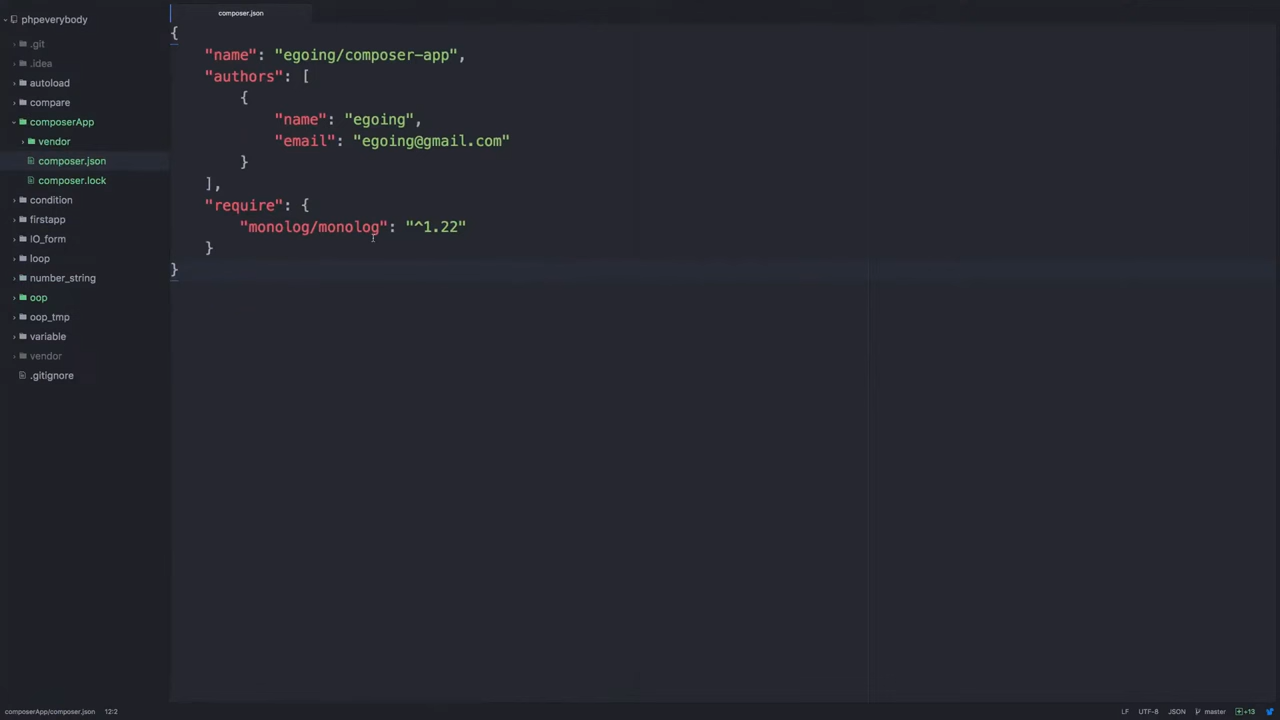 phpeverybody
.git
.idea
autoload
compare
composerApp
vendor
composer.json
composer.lock
condition
firstapp
IO_form
loop
number_string
oop
oop_tmp
variable
vendor
.gitignore
composer.json
{
"name": "egoing/composer-app",
"authors": [
{
"name": "egoing",
"email": "egoing@gmail.com"
}
],
"require": {
"monolog/monolog": "^1.22"
}
}
composerApp/composer.json 12:2 LF UTF-8 JSON master +13